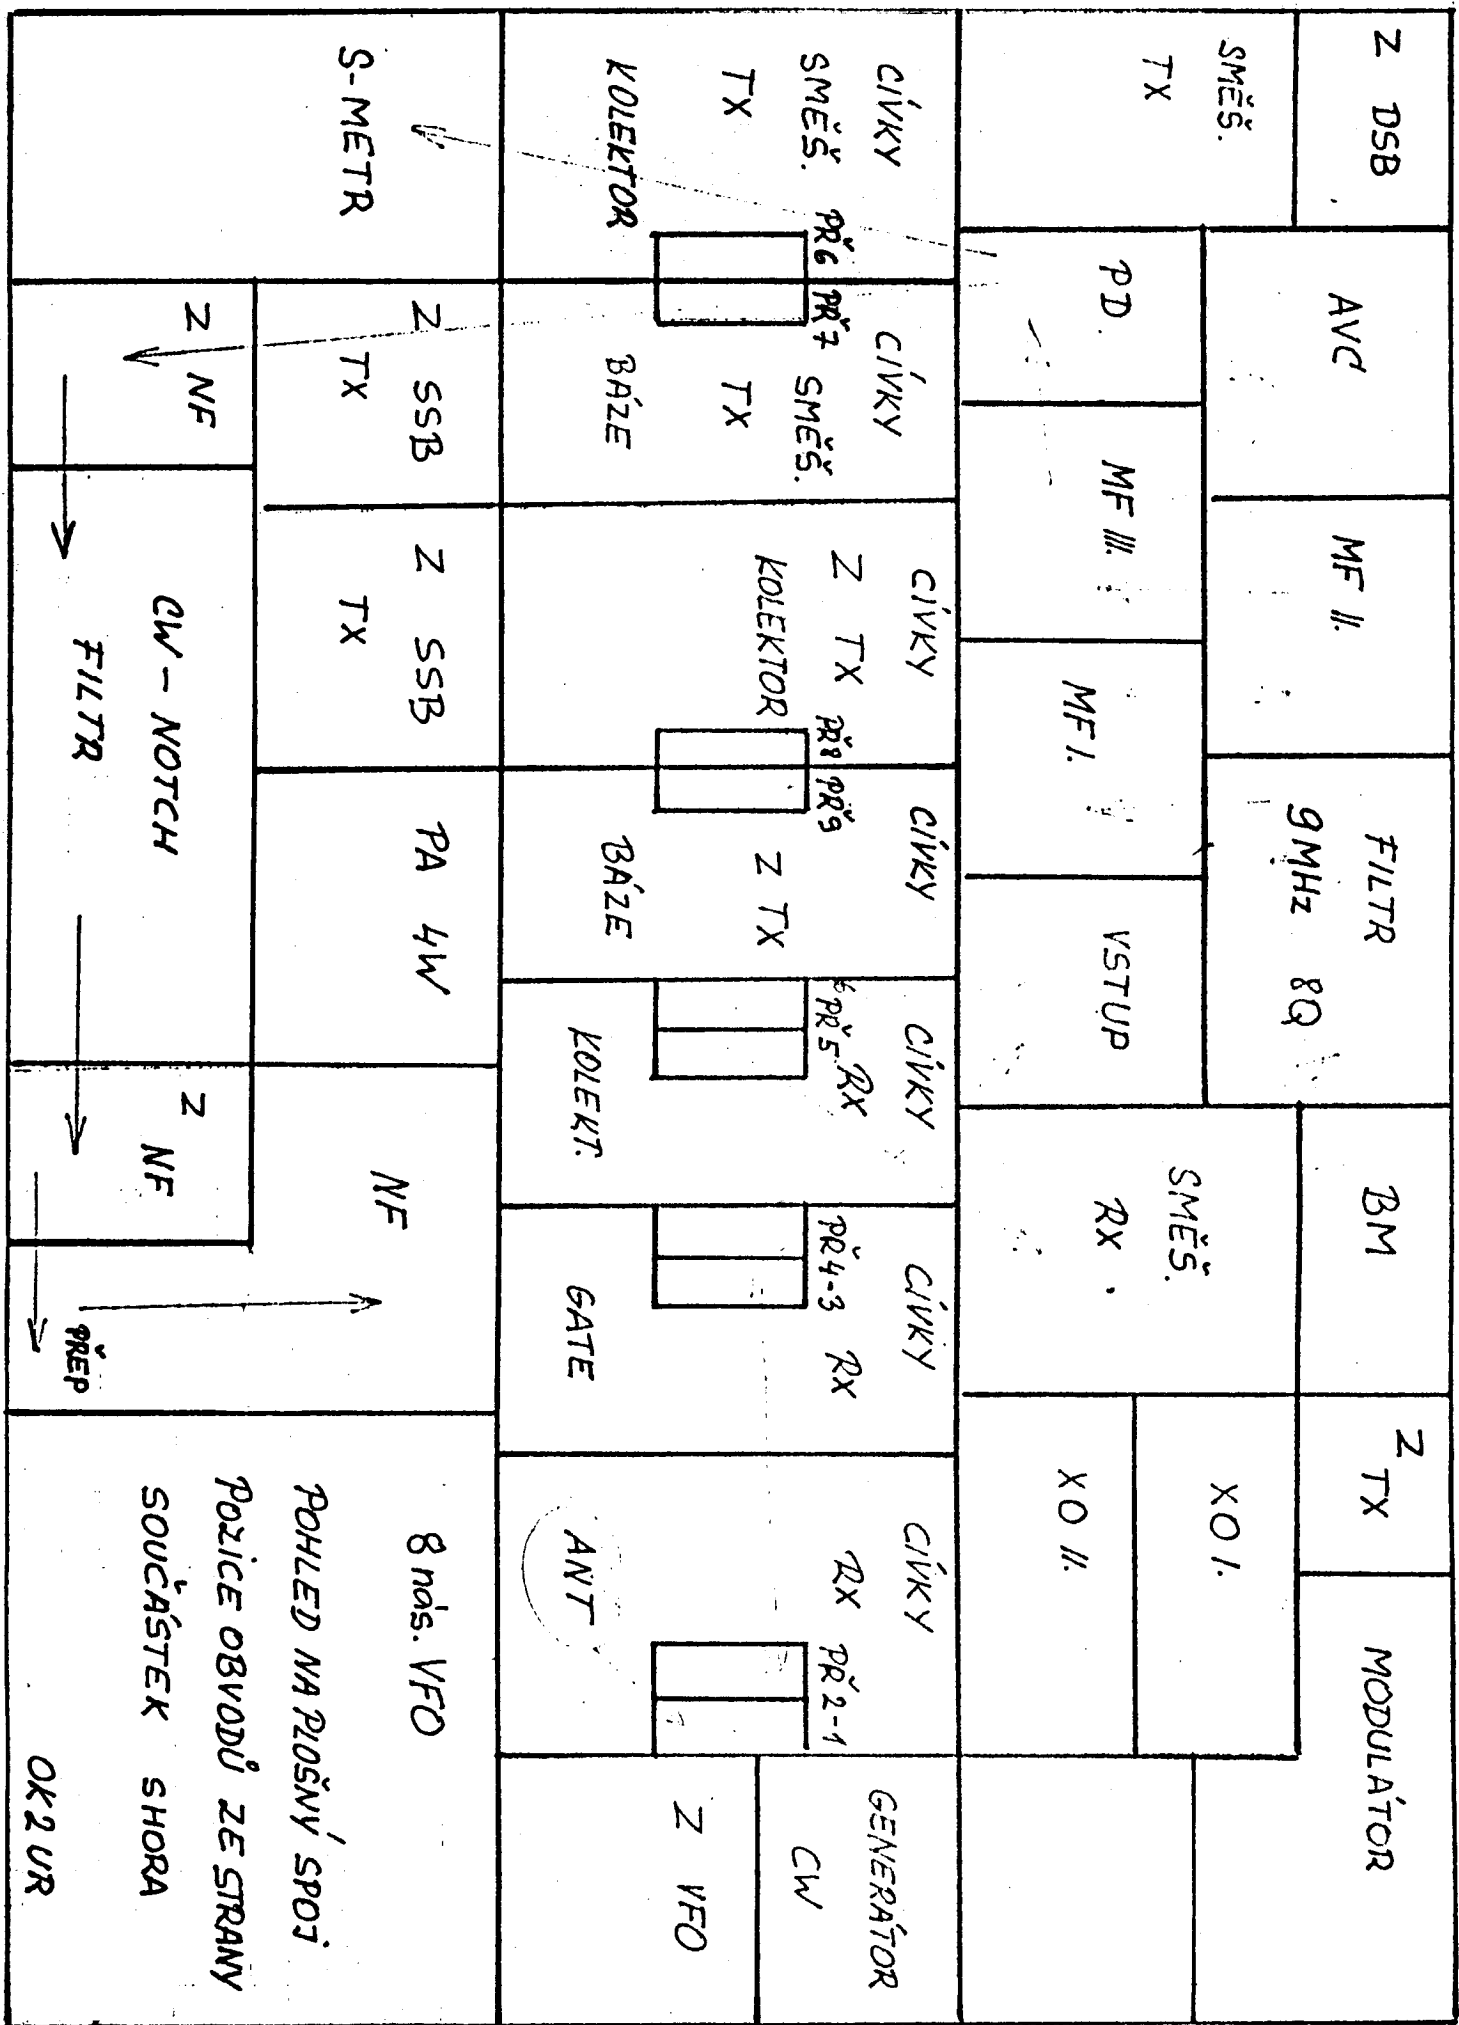 Z DSB
AVC
MF II.
FILTR
9MHz 8Q
BM
Z
TX
MODULÁTOR
SMĚŠ.
TX
PD.
MF III.
MF I.
VSTUP
SMĚŠ.
RX
XO I.
XO II.
CÍVKY
SMĚŠ.
TX
KOLEKTOR
PŘ6
PŘ7
CÍVKY
SMĚŠ.
TX
BÁZE
CÍVKY
Z TX
KOLEKTOR
PŘ8
PŘ9
CÍVKY
Z TX
BÁZE
CÍVKY
PŘ5 RX
KOLEKT.
CÍVKY
PŘ4-3 RX
GATE
CÍVKY
RX PŘ2-1
ANT
GENERÁTOR
CW
Z VFO
S-METR
Z SSB
TX
Z SSB
TX
PA 4W
NF
Z NF
CW - NOTCH
FILTR
Z NF
PŘEP
8 nás. VFO
POHLED NA PLOŠNÝ SPOJ
POZICE OBVODŮ ZE STRANY
SOUČÁSTEK SHORA
OK2UR